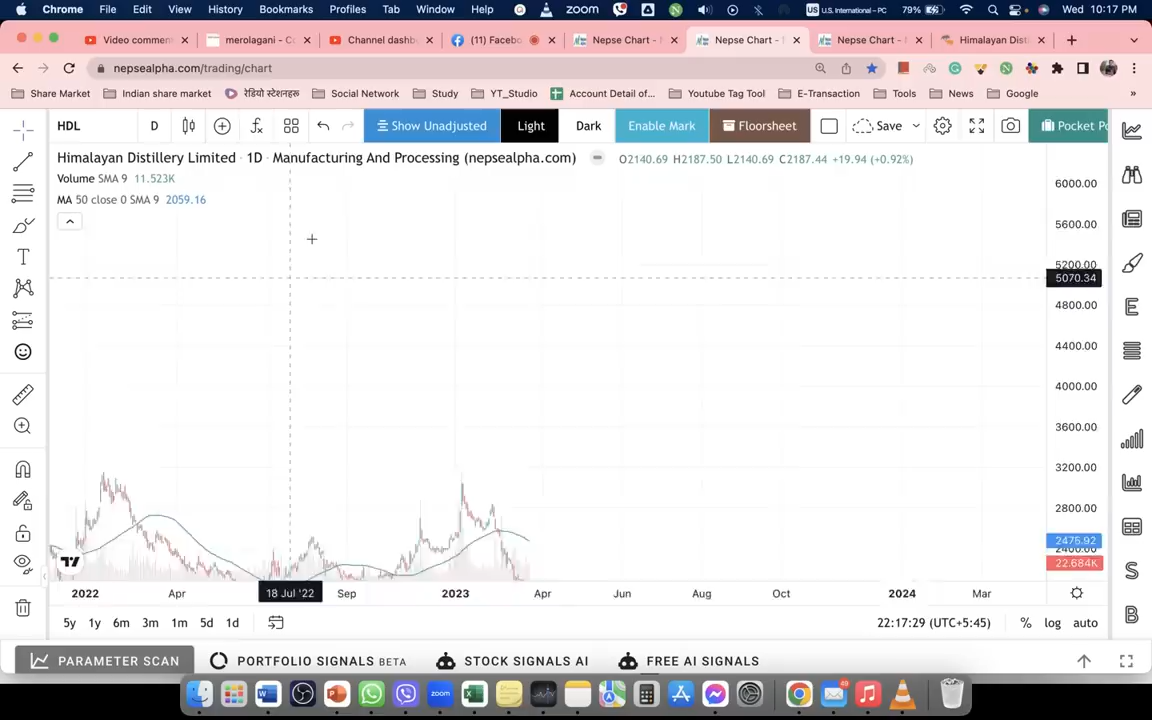 Chrome File Edit View History Bookmarks Profiles Tab Window Help zoom U.S. International – PC 79% Wed 10:17 PM
Video commen Video merolagani - C Channel dashb (11) Facebo Nepse Chart - Nepse Chart - Nepse Chart - Himalayan Disti
nepsealpha.com/trading/chart
Share Market Indian share market रेडियो स्टेशनहरु Social Network Study YT_Studio Account Detail of... Youtube Tag Tool E-Transaction Tools News Google
HDL D Show Unadjusted Light Dark Enable Mark Floorsheet Save Pocket Po
Himalayan Distillery Limited · 1D · Manufacturing And Processing (nepsealpha.com) O2140.69 H2187.50 L2140.69 C2187.44 +19.94 (+0.92%)
Volume SMA 9 11.523K
MA 50 close 0 SMA 9 2059.16
6000.00
5600.00
5200.00
5070.34
4800.00
4400.00
4000.00
3600.00
3200.00
2800.00
2475.92
2400.00
22.684K
2022 Apr 18 Jul '22 Sep 2023 Apr Jun Aug Oct 2024 Mar
5y 1y 6m 3m 1m 5d 1d 22:17:29 (UTC+5:45) % log auto
PARAMETER SCAN PORTFOLIO SIGNALS BETA STOCK SIGNALS AI FREE AI SIGNALS